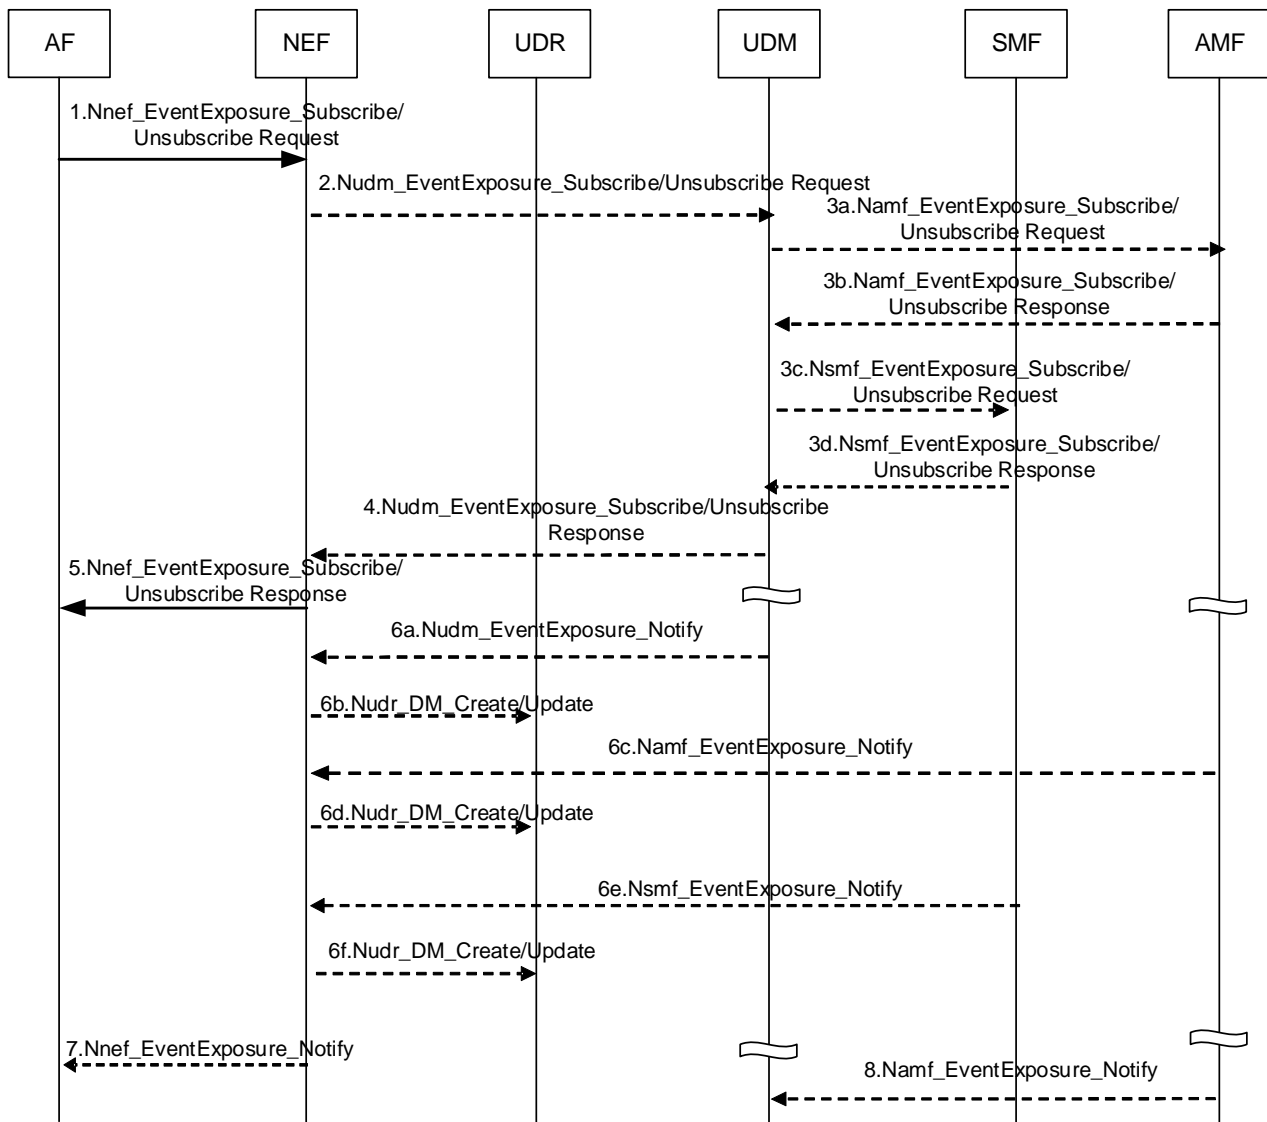 AF
NEF
UDR
UDM
SMF
AMF
1.Nnef_EventExposure_Subscribe/
Unsubscribe Request
2.Nudm_EventExposure_Subscribe/Unsubscribe Request
3a.Namf_EventExposure_Subscribe/
Unsubscribe Request
3b.Namf_EventExposure_Subscribe/
Unsubscribe Response
3c.Nsmf_EventExposure_Subscribe/
Unsubscribe Request
3d.Nsmf_EventExposure_Subscribe/
Unsubscribe Response
4.Nudm_EventExposure_Subscribe/Unsubscribe
Response
5.Nnef_EventExposure_Subscribe/
Unsubscribe Response
6a.Nudm_EventExposure_Notify
6b.Nudr_DM_Create/Update
6c.Namf_EventExposure_Notify
6d.Nudr_DM_Create/Update
6e.Nsmf_EventExposure_Notify
6f.Nudr_DM_Create/Update
7.Nnef_EventExposure_Notify
8.Namf_EventExposure_Notify